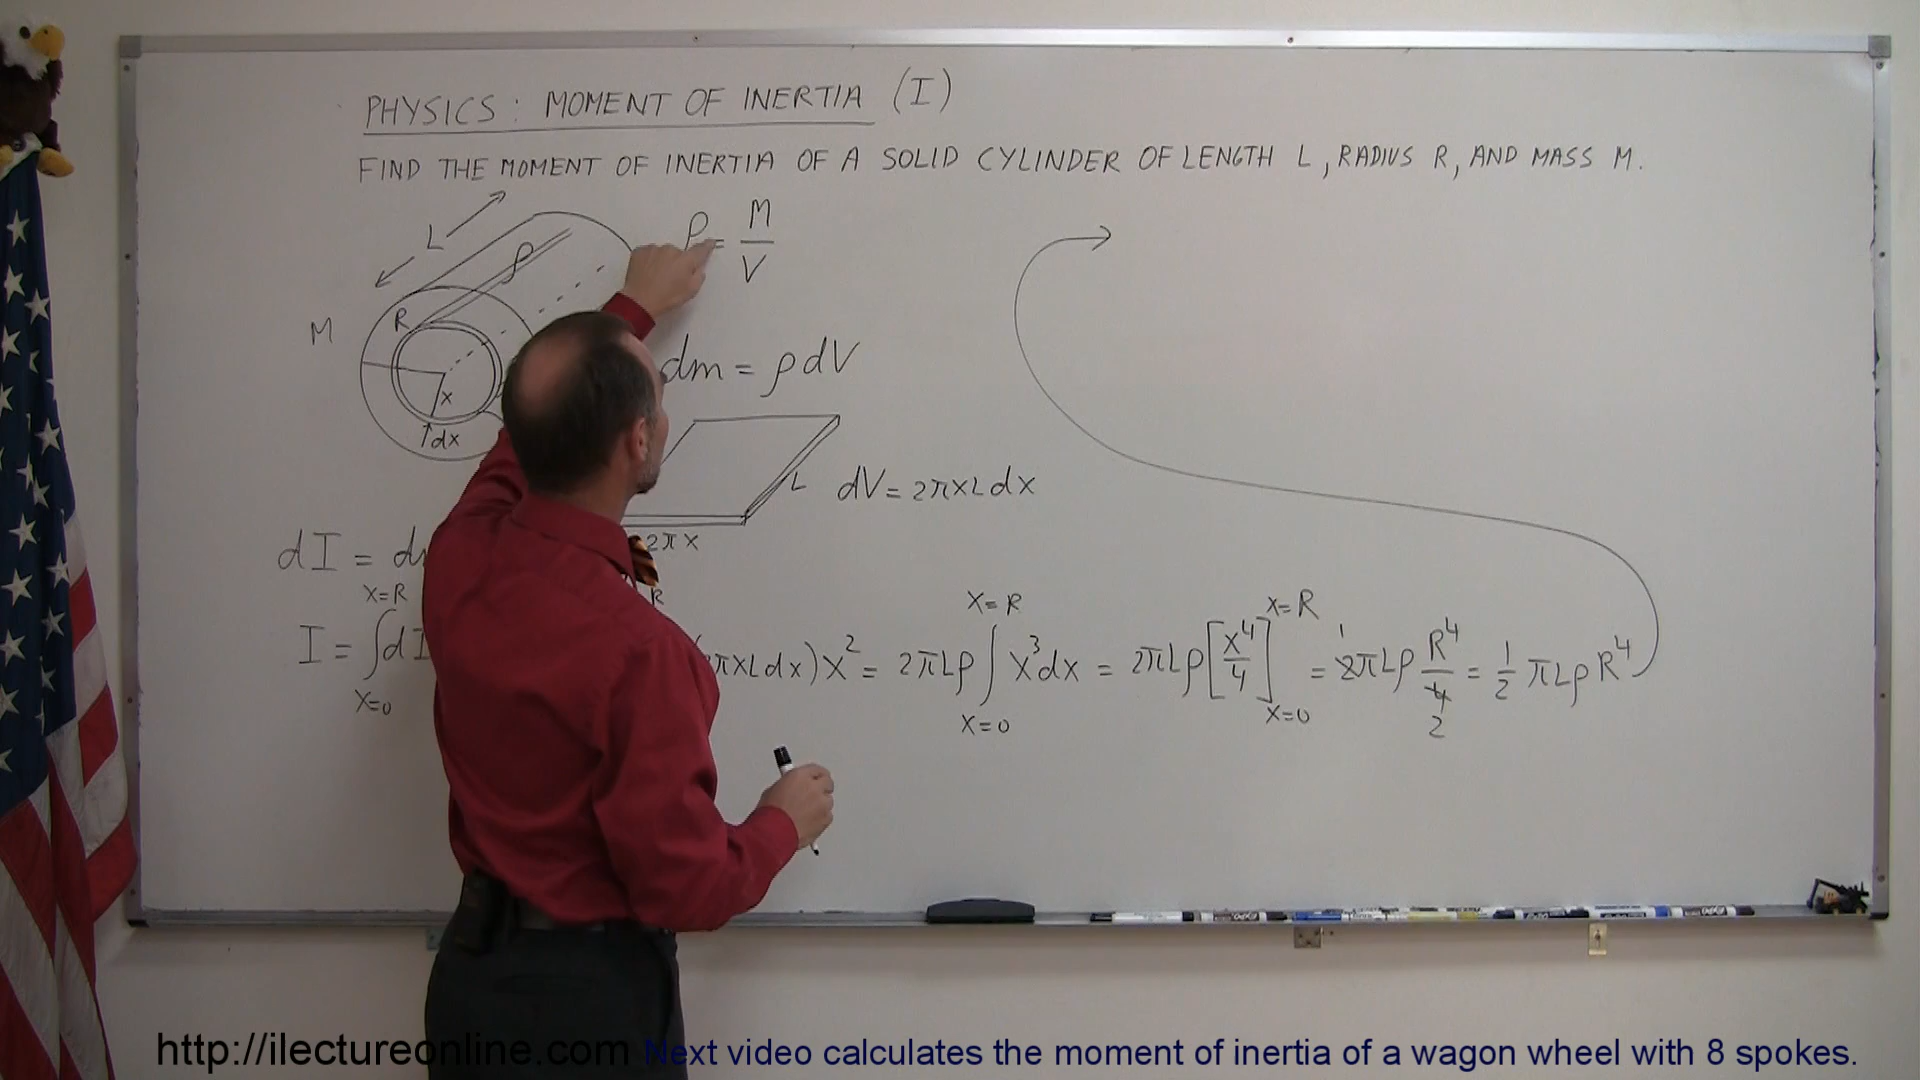 PHYSICS: MOMENT OF INERTIA (I)
FIND THE MOMENT OF INERTIA OF A SOLID CYLINDER OF LENGTH L, RADIUS R, AND MASS M.
L
ρ
ρ = M/V
M
R
x
dx
dm = ρdV
L
dV = 2πxLdx
2πx
dI =
I = ∫ x=0 x=R dI
πxLdx)x² = 2πLρ ∫ x=0 x=R x³dx = 2πLρ [x⁴/4] x=0 x=R = 2πLρ R⁴/4 = 1/2 πLρR⁴
1
2
http://ilectureonline.com Next video calculates the moment of inertia of a wagon wheel with 8 spokes.